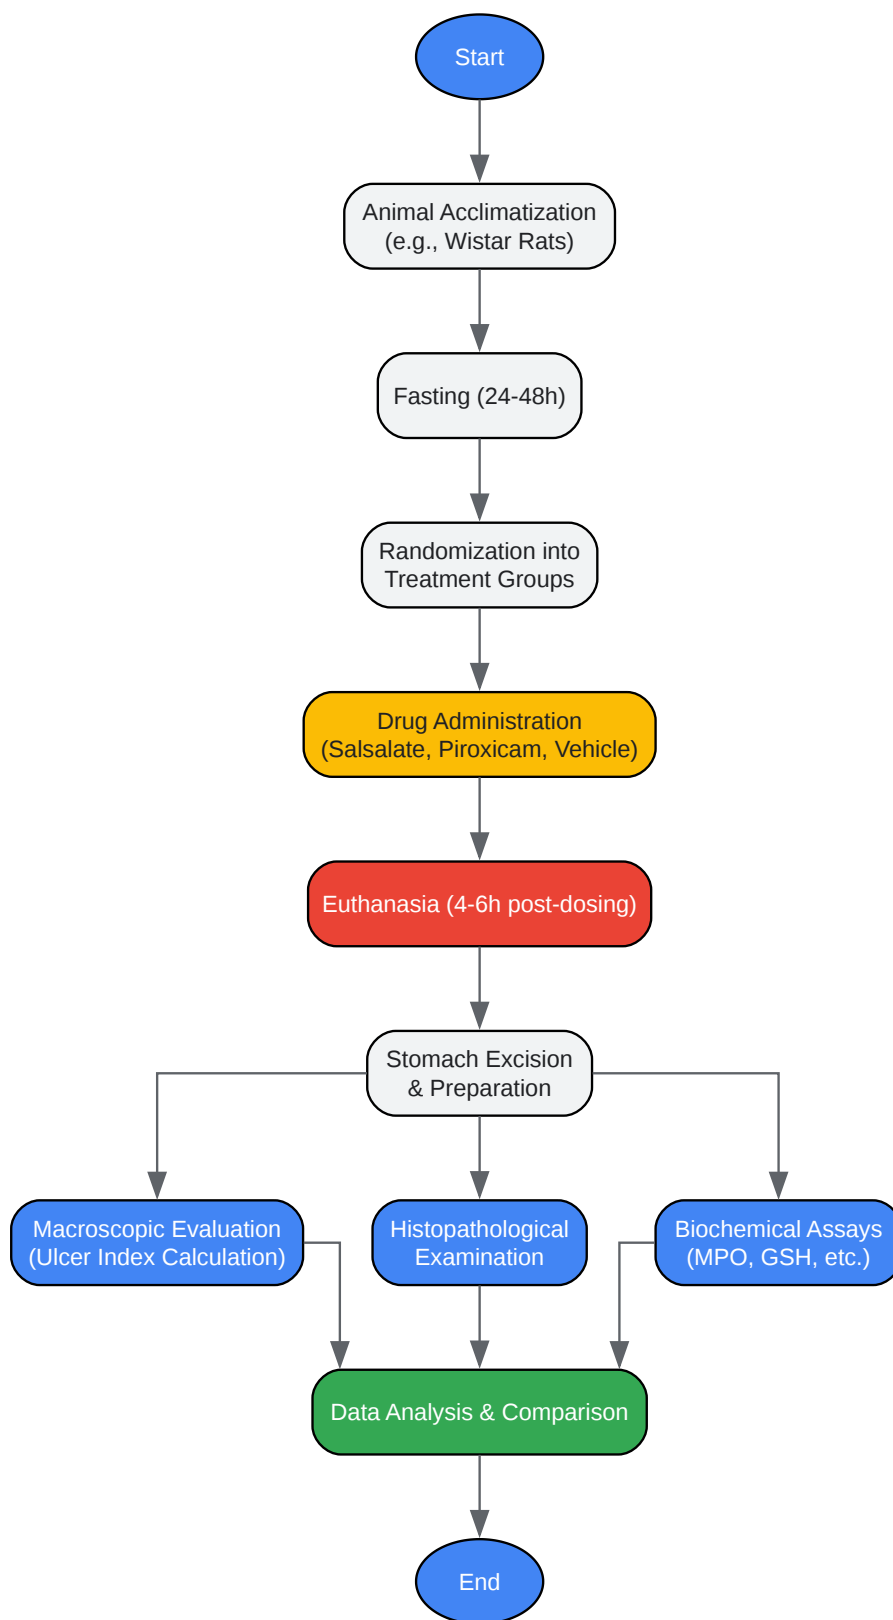 Start
Animal Acclimatization
(e.g., Wistar Rats)
Fasting (24-48h)
Randomization into
Treatment Groups
Drug Administration
(Salsalate, Piroxicam, Vehicle)
Euthanasia (4-6h post-dosing)
Stomach Excision
& Preparation
Macroscopic Evaluation
(Ulcer Index Calculation)
Histopathological
Examination
Biochemical Assays
(MPO, GSH, etc.)
Data Analysis & Comparison
End